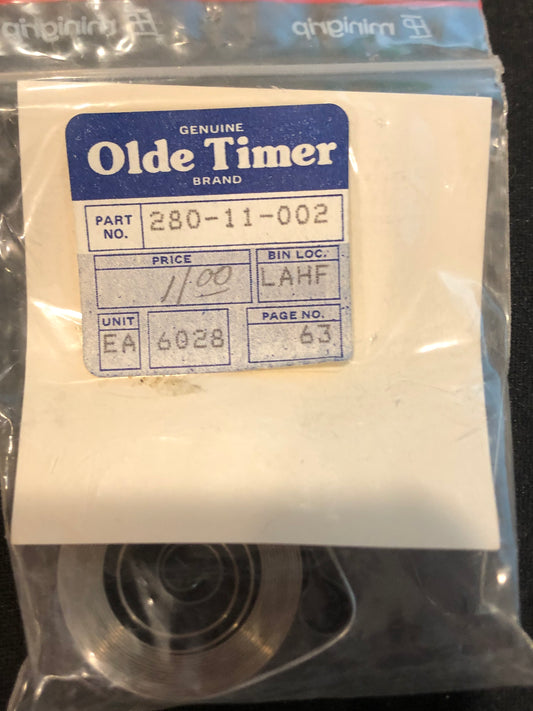 minigrip minigrip
GENUINE
Olde Timer
BRAND
PART NO. 280-11-002
PRICE BIN LOC.
11.00 LAHF
UNIT PAGE NO.
EA 6028 63